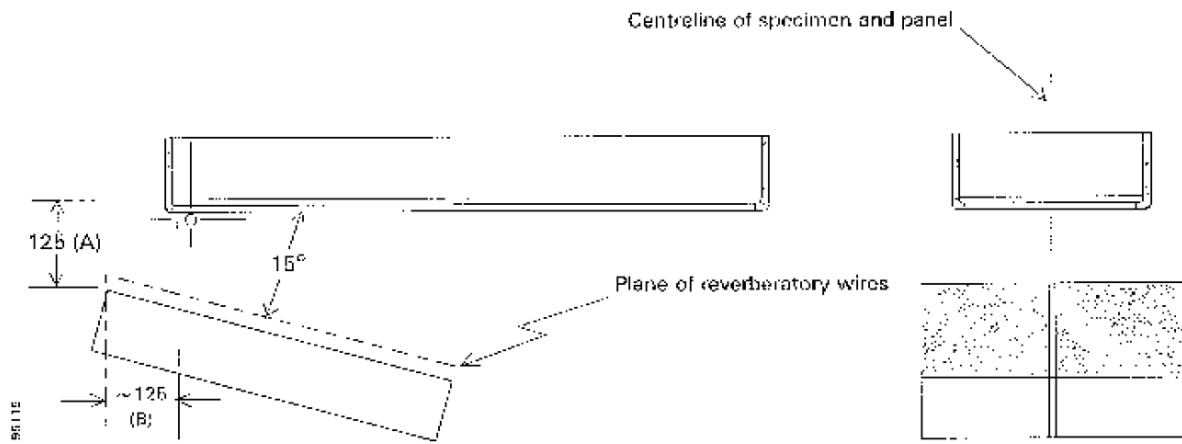 Centreline of specimen and panel
125 (A)
15°
Plane of reverberatory wires
~125
(B)
95115